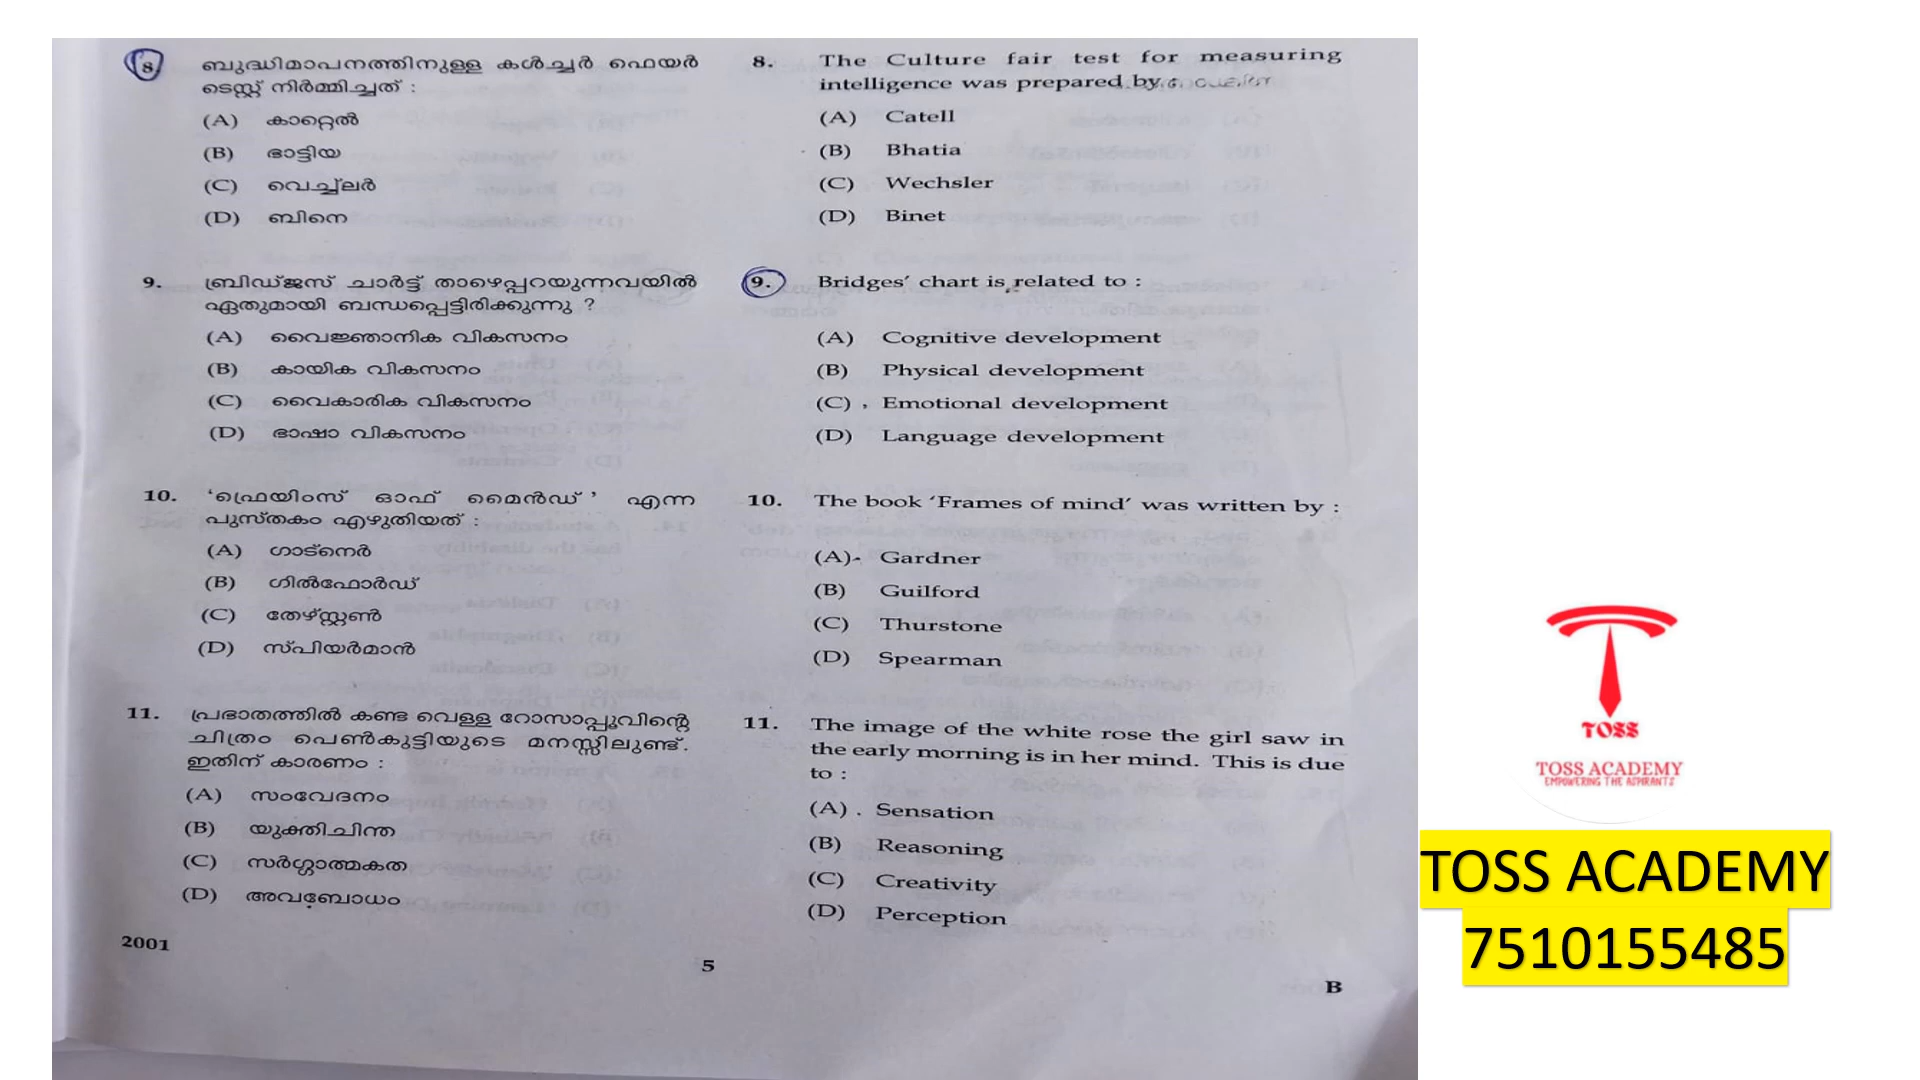 8.
ബുദ്ധിമാപനത്തിനുള്ള കൾച്ചർ ഫെയർ
ടെസ്റ്റ് നിർമ്മിച്ചത് :
(A) കാറ്റെൽ
(B) ഭാട്ടിയ
(C) വെച്ച്ലർ
(D) ബിനെ
9. ബ്രിഡ്ജസ് ചാർട്ട് താഴെപ്പറയുന്നവയിൽ
ഏതുമായി ബന്ധപ്പെട്ടിരിക്കുന്നു ?
(A) വൈജ്ഞാനിക വികസനം
(B) കായിക വികസനം
(C) വൈകാരിക വികസനം
(D) ഭാഷാ വികസനം
10. 'ഫ്രെയിംസ് ഓഫ് മൈൻഡ്' എന്ന
പുസ്തകം എഴുതിയത് :
(A) ഗാട്നെർ
(B) ഗിൽഫോർഡ്
(C) തേഴ്സ്റ്റൺ
(D) സ്പിയർമാൻ
11. പ്രഭാതത്തിൽ കണ്ട വെള്ള റോസാപ്പൂവിന്റെ
ചിത്രം പെൺകുട്ടിയുടെ മനസ്സിലുണ്ട്.
ഇതിന് കാരണം :
(A) സംവേദനം
(B) യുക്തിചിന്ത
(C) സർഗ്ഗാത്മകത
(D) അവബോധം
8. The Culture fair test for measuring
intelligence was prepared by
(A) Catell
(B) Bhatia
(C) Wechsler
(D) Binet
9. Bridges' chart is related to :
(A) Cognitive development
(B) Physical development
(C) Emotional development
(D) Language development
10. The book 'Frames of mind' was written by :
(A) Gardner
(B) Guilford
(C) Thurstone
(D) Spearman
11. The image of the white rose the girl saw in
the early morning is in her mind. This is due
to :
(A) Sensation
(B) Reasoning
(C) Creativity
(D) Perception
2001
5
B
TOSS
TOSS ACADEMY
EMPOWERING THE ASPIRANTS
TOSS ACADEMY
7510155485